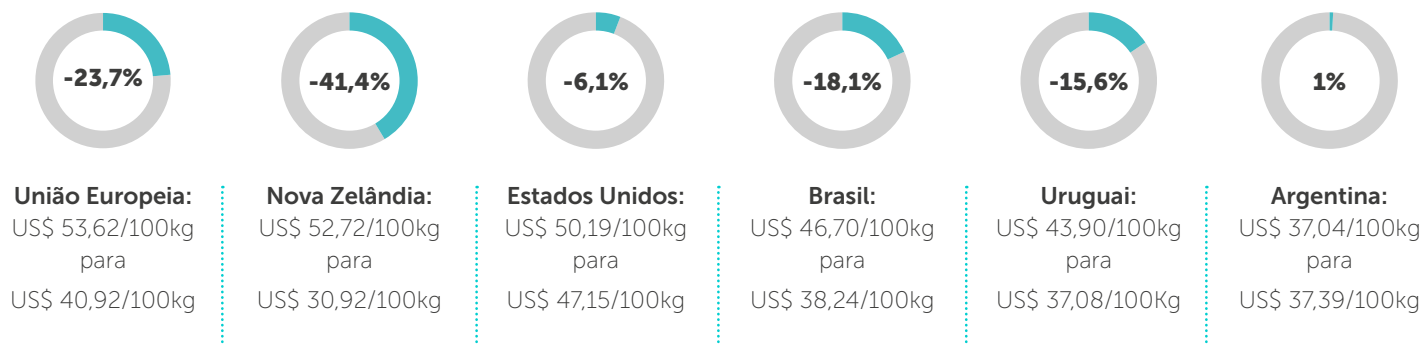 -23,7%
União Europeia:
US$ 53,62/100kg
para
US$ 40,92/100kg
-41,4%
Nova Zelândia:
US$ 52,72/100kg
para
US$ 30,92/100kg
-6,1%
Estados Unidos:
US$ 50,19/100kg
para
US$ 47,15/100kg
-18,1%
Brasil:
US$ 46,70/100kg
para
US$ 38,24/100kg
-15,6%
Uruguai:
US$ 43,90/100kg
para
US$ 37,08/100Kg
1%
Argentina:
US$ 37,04/100kg
para
US$ 37,39/100kg